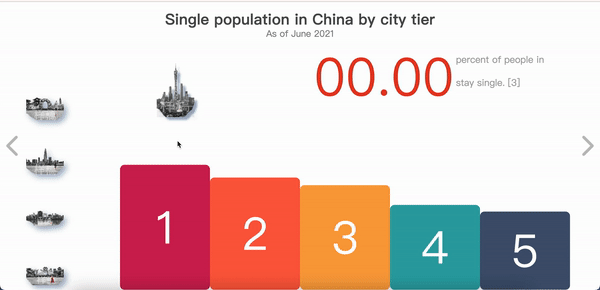 Single population in China by city tier
As of June 2021
00.00
percent of people in
stay single. [3]
1
2
3
4
5